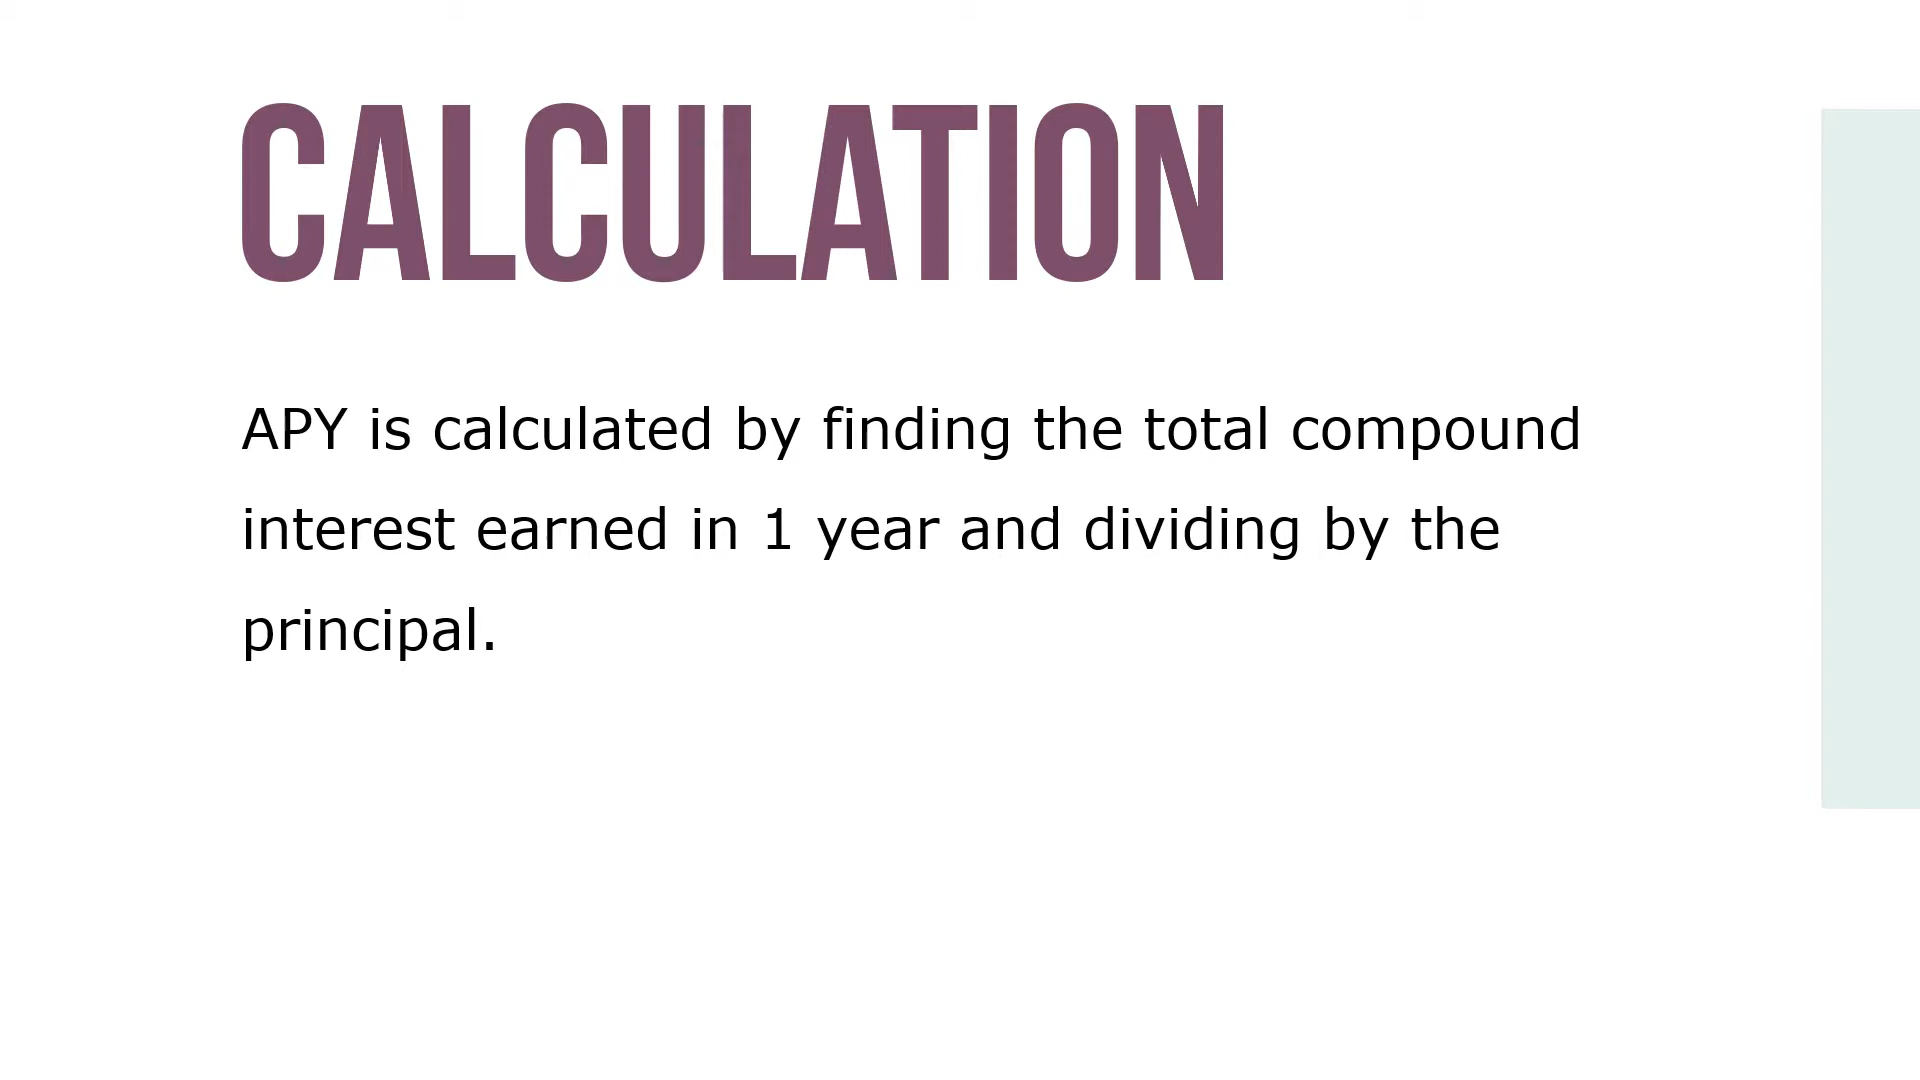 CALCULATION
APY is calculated by finding the total compound
interest earned in 1 year and dividing by the
principal.